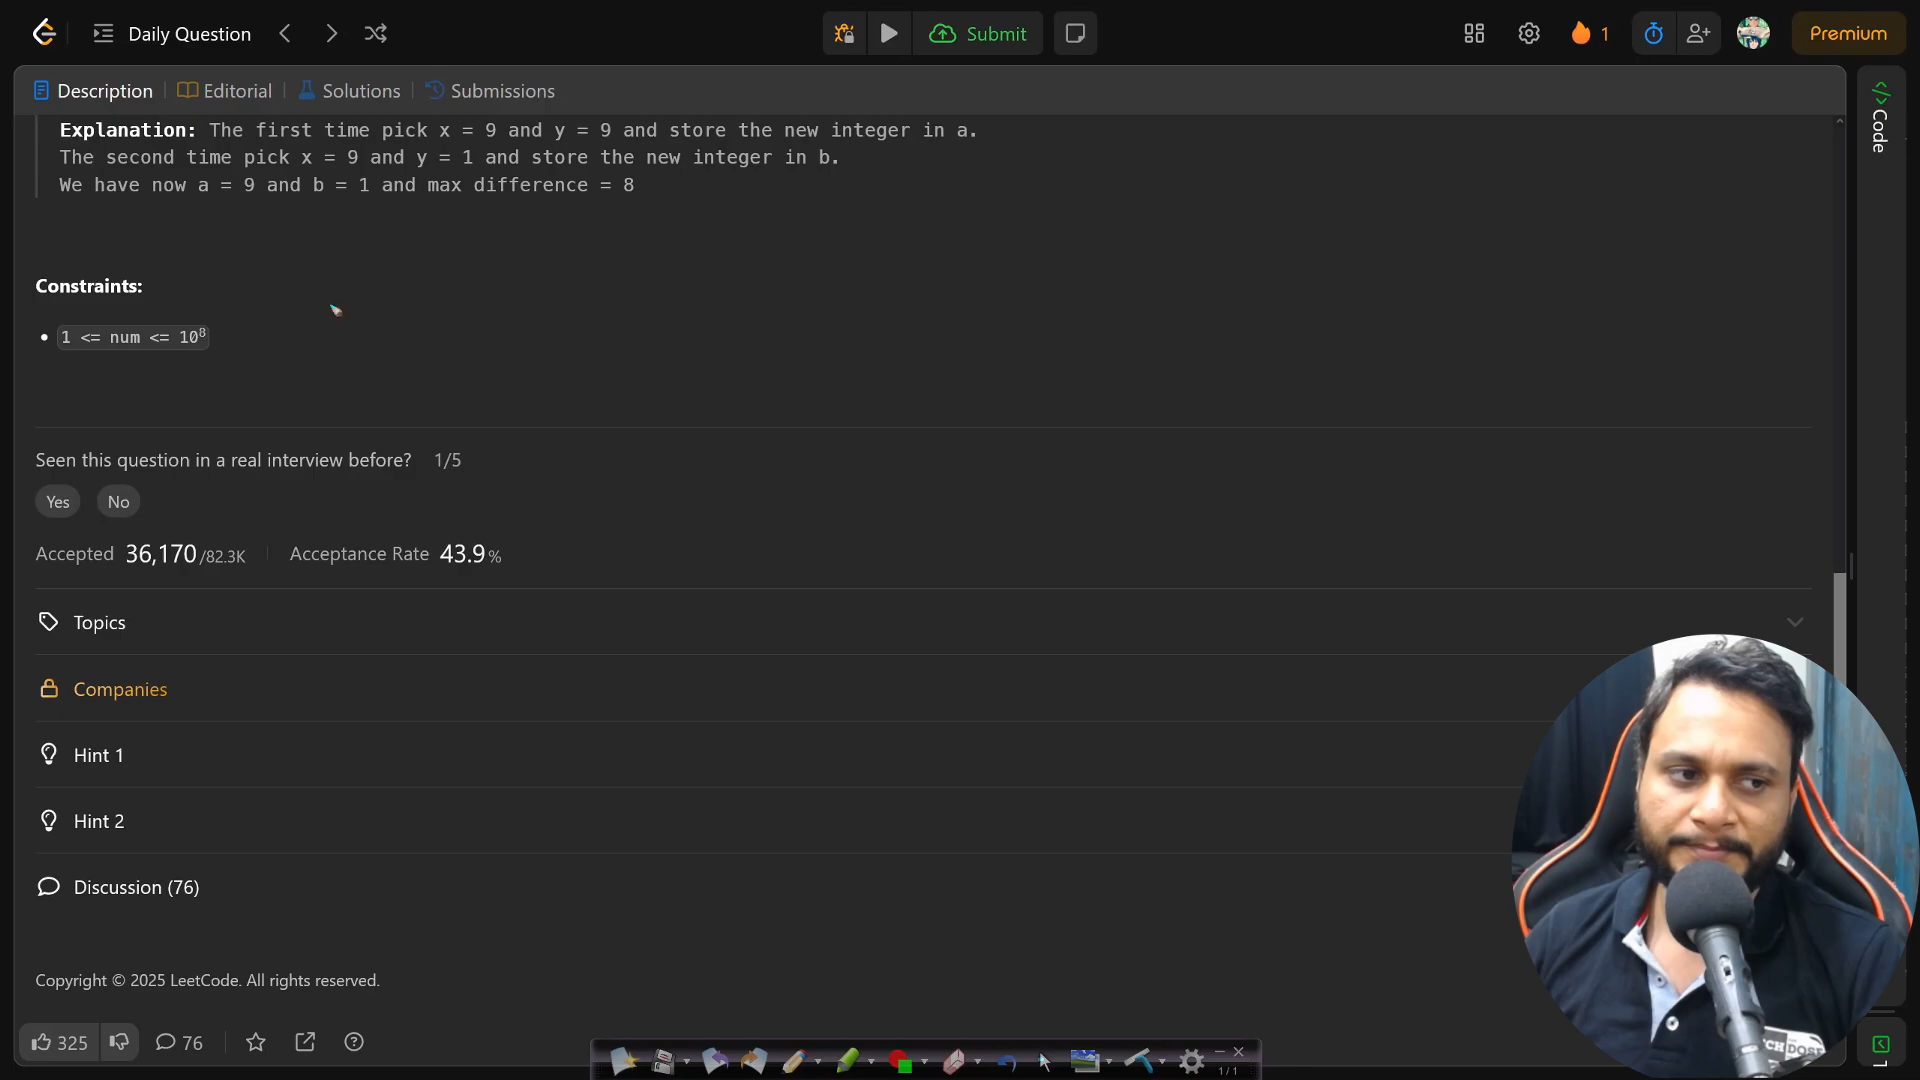 Daily Question
Submit
1
Premium
Description
Editorial
Solutions
Submissions
Code
Explanation: The first time pick x = 9 and y = 9 and store the new integer in a.
The second time pick x = 9 and y = 1 and store the new integer in b.
We have now a = 9 and b = 1 and max difference = 8
Constraints:
• 1 <= num <= 10⁸
Seen this question in a real interview before? 1/5
Yes No
Accepted 36,170/82.3K Acceptance Rate 43.9%
Topics
Companies
Hint 1
Hint 2
Discussion (76)
Copyright © 2025 LeetCode. All rights reserved.
325
76
1/1